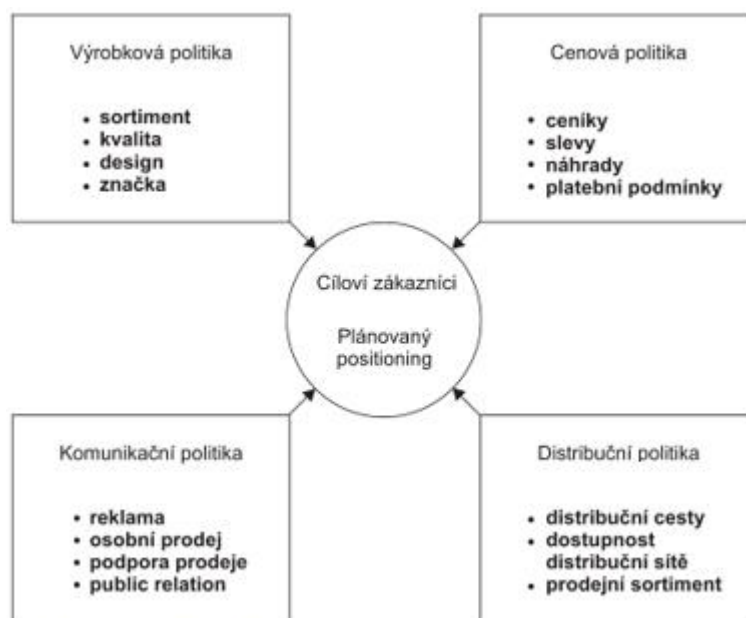 Výrobková politika
• sortiment
• kvalita
• design
• značka
Cenová politika
• ceníky
• slevy
• náhrady
• platební podmínky
Cíloví zákazníci
Plánovaný
positioning
Komunikační politika
• reklama
• osobní prodej
• podpora prodeje
• public relation
Distribuční politika
• distribuční cesty
• dostupnost
distribuční sítě
• prodejní sortiment